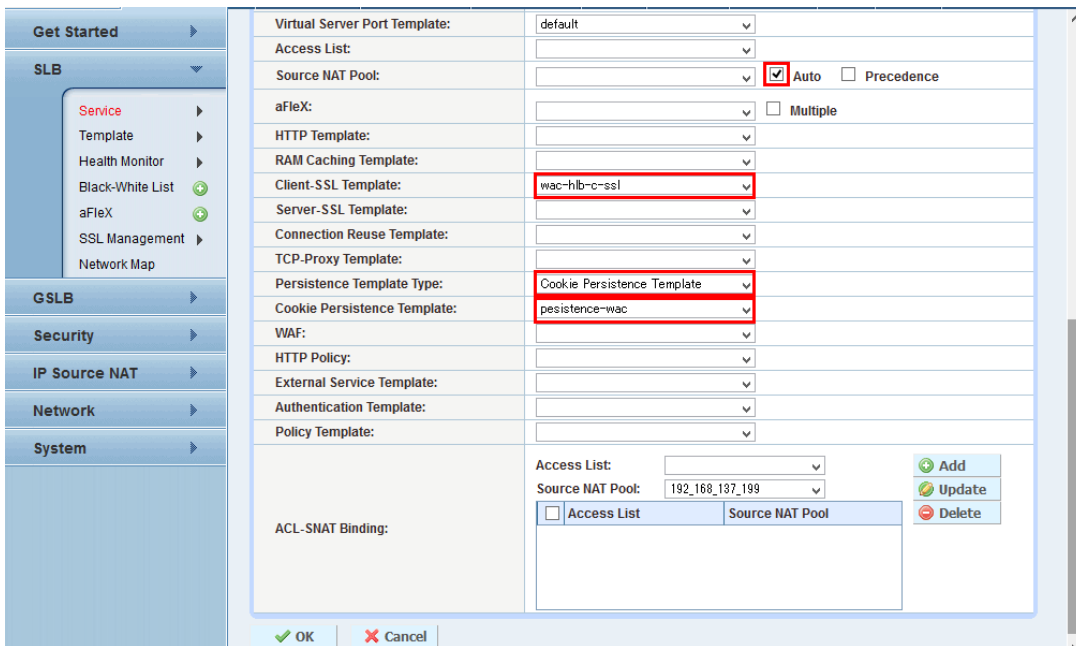 Get Started
SLB
Service
Template
Health Monitor
Black-White List
aFleX
SSL Management
Network Map
GSLB
Security
IP Source NAT
Network
System
Virtual Server Port Template: default
Access List:
Source NAT Pool: Auto Precedence
aFleX: Multiple
HTTP Template:
RAM Caching Template:
Client-SSL Template: wac-hlb-c-ssl
Server-SSL Template:
Connection Reuse Template:
TCP-Proxy Template:
Persistence Template Type: Cookie Persistence Template
Cookie Persistence Template: pesistence-wac
WAF:
HTTP Policy:
External Service Template:
Authentication Template:
Policy Template:
ACL-SNAT Binding:
Access List: Add
Source NAT Pool: 192_168_137_199 Update
Access List Source NAT Pool Delete
OK Cancel